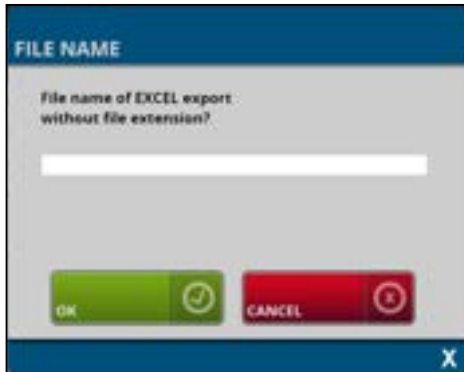 FILE NAME
File name of EXCEL export
without file extension?
OK
CANCEL
X
X